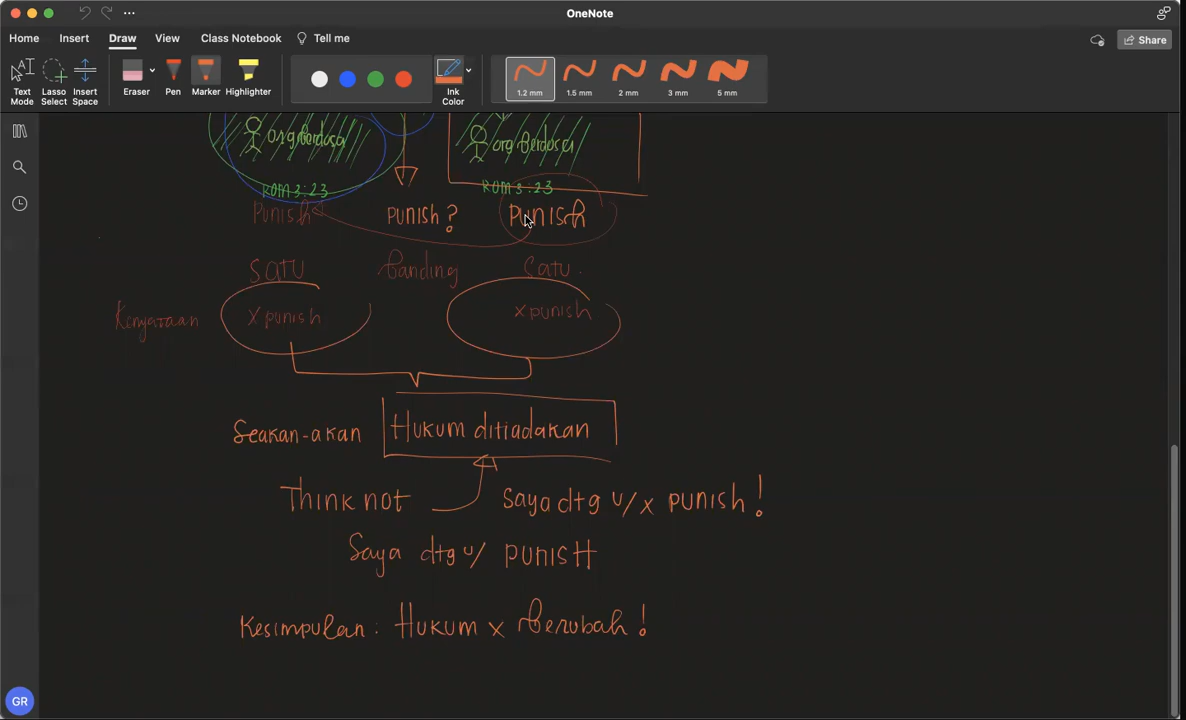 OneNote
Home Insert Draw View Class Notebook Tell me Share
Text Mode
Lasso Select
Insert Space
Eraser
Pen
Marker
Highlighter
Ink Color
1.2 mm
1.5 mm
2 mm
3 mm
5 mm
org Berdosa org Berdosa
ROM 3:23 ROM 3:23
Punish PUNISH? PUNISH
SATU Banding Satu.
Kenyataan X punish x punish
Seakan-akan Hukum ditiadakan
Think not Saya dtg u/ x punish!
Saya dtg u/ PUNISH
Kesimpulan: Hukum x Berubah!
GR